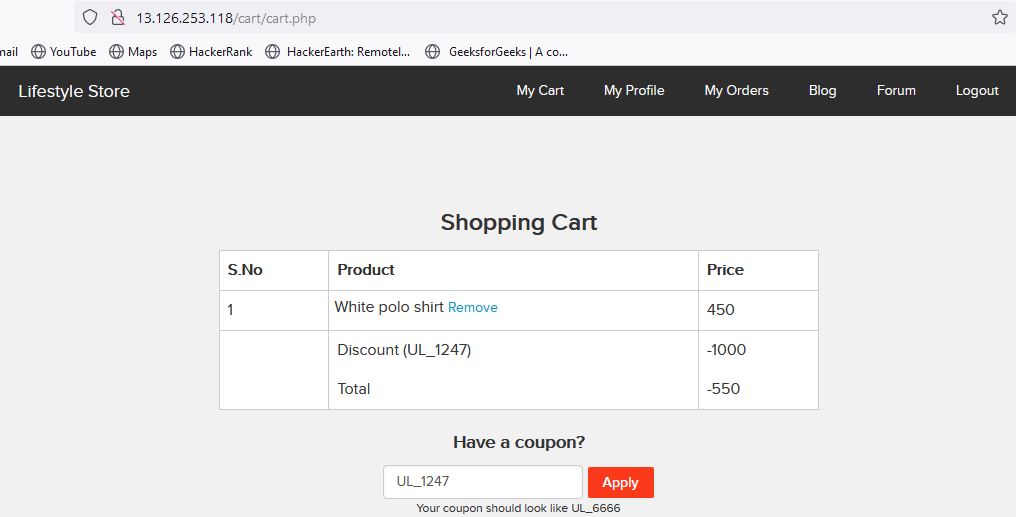 13.126.253.118/cart/cart.php
mail YouTube Maps HackerRank HackerEarth: Remotel... GeeksforGeeks | A co...
Lifestyle Store My Cart My Profile My Orders Blog Forum Logout
Shopping Cart
S.No Product Price
1 White polo shirt Remove 450
Discount (UL_1247) -1000
Total -550
Have a coupon?
UL_1247 Apply
Your coupon should look like UL_6666